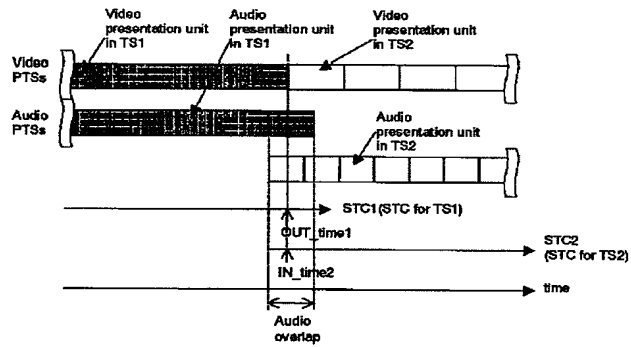 Video
presentation unit
in TS1
Audio
presentation unit
in TS1
Video
presentation unit
in TS2
Video
PTSs
Audio
PTSs
Audio
presentation unit
in TS2
STC1(STC for TS1)
OUT_time1
STC2
(STC for TS2)
IN_time2
time
Audio
overlap